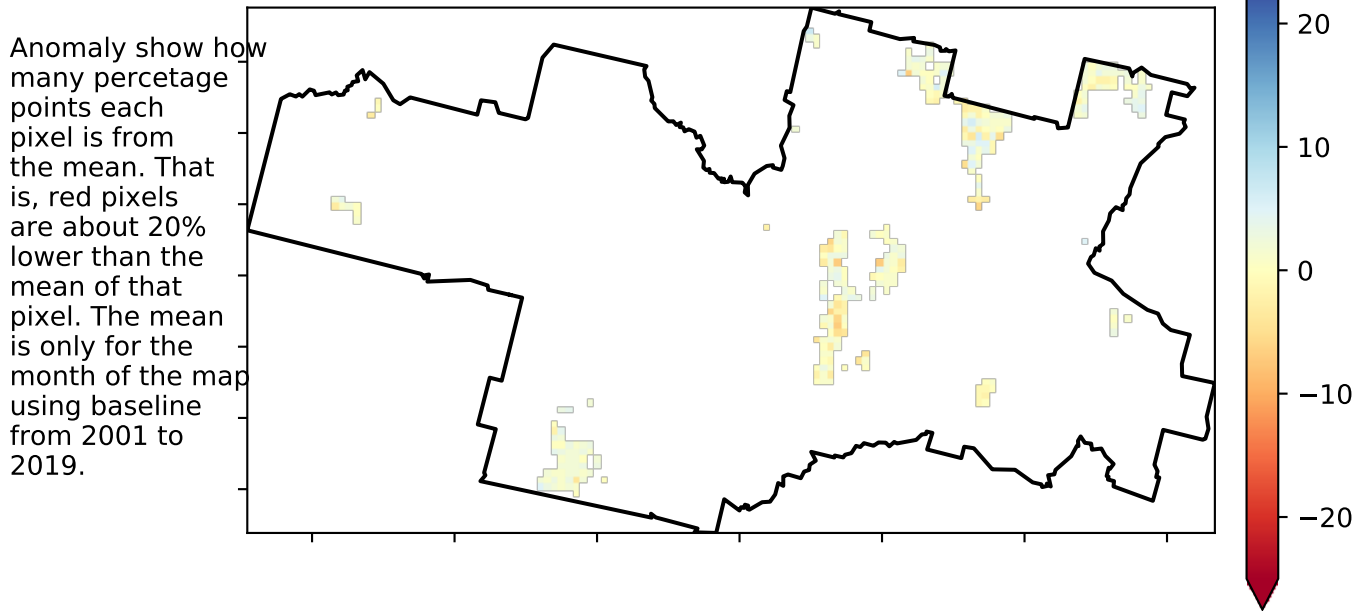 Anomaly show how
many percetage
points each
pixel is from
the mean. That
is, red pixels
are about 20%
lower than the
mean of that
pixel. The mean
is only for the
month of the map
using baseline
from 2001 to
2019.
20
10
0
−10
−20